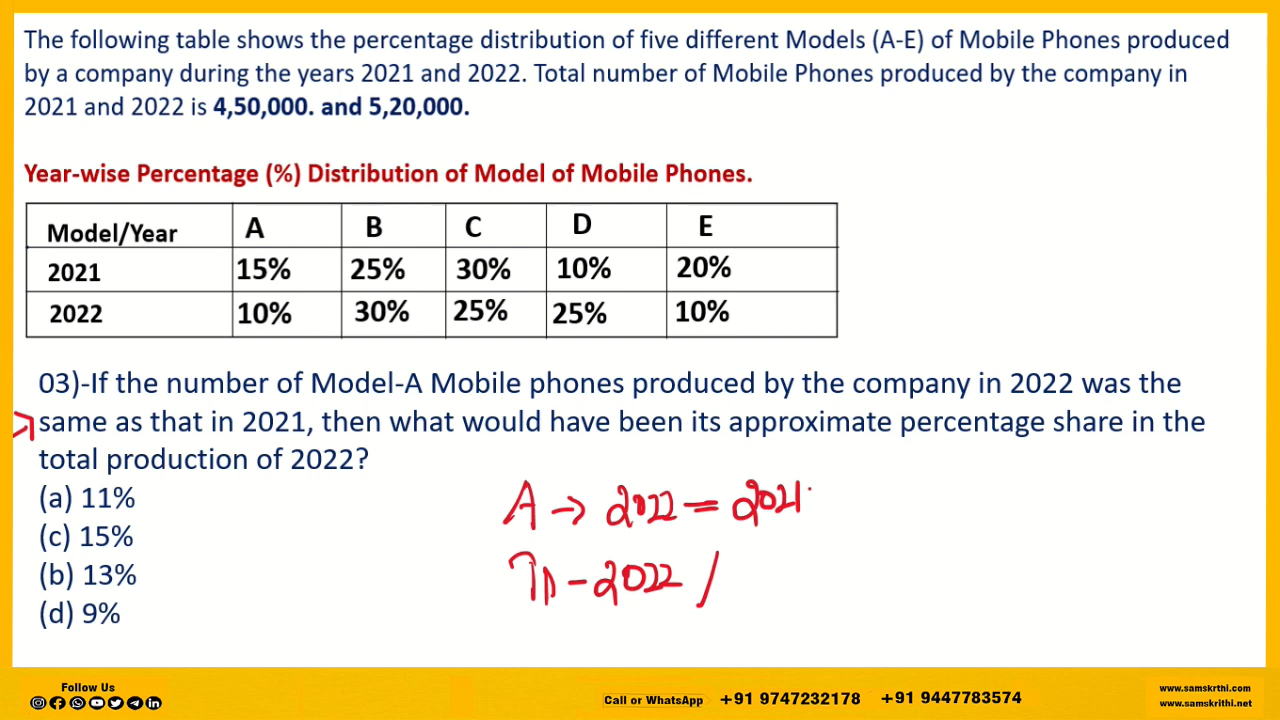 The following table shows the percentage distribution of five different Models (A-E) of Mobile Phones produced
by a company during the years 2021 and 2022. Total number of Mobile Phones produced by the company in
2021 and 2022 is 4,50,000. and 5,20,000.
Year-wise Percentage (%) Distribution of Model of Mobile Phones.
Model/Year A B C D E
2021 15% 25% 30% 10% 20%
2022 10% 30% 25% 25% 10%
03)-If the number of Model-A Mobile phones produced by the company in 2022 was the
same as that in 2021, then what would have been its approximate percentage share in the
total production of 2022?
(a) 11%
(c) 15%
(b) 13%
(d) 9%
A → 2022 = 2021
TP - 2022 /
Follow Us
Call or WhatsApp +91 9747232178 +91 9447783574
www.samskrthi.com
www.samskrithi.net